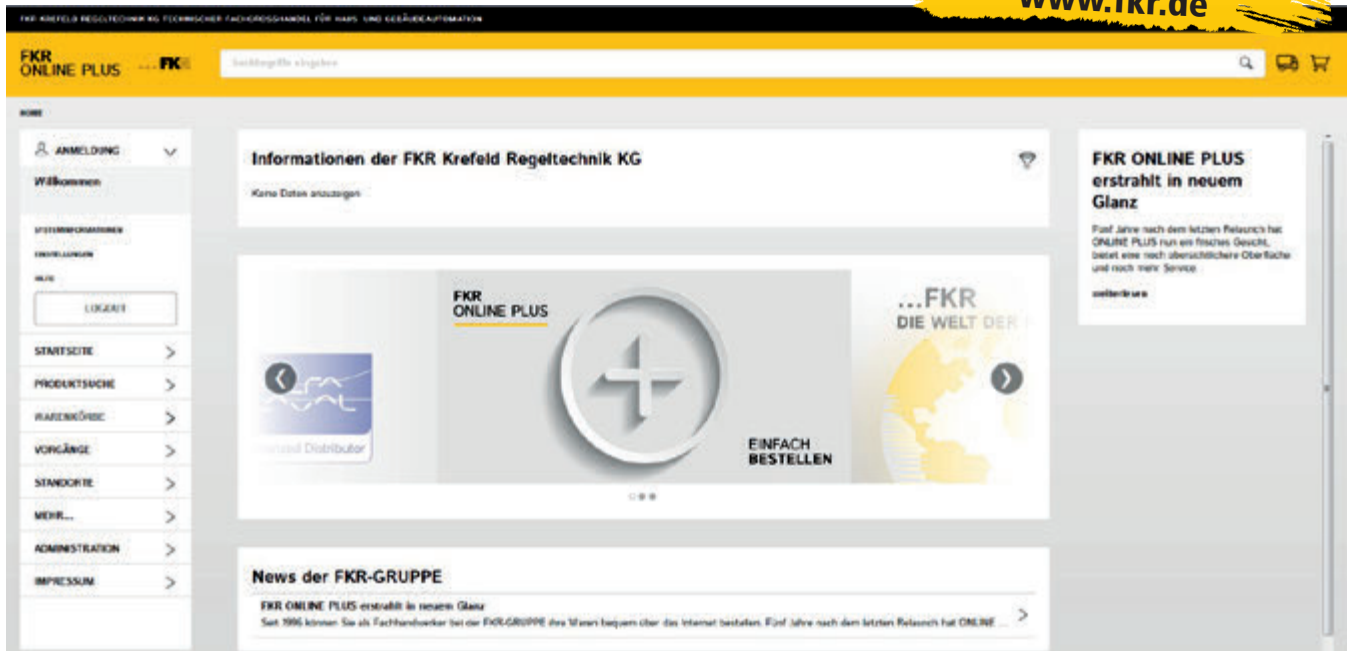 www.fkr.de
FKR KREFELD REGELTECHNIK KG TECHNISCHER FACHGROSSHANDEL FÜR HAUS- UND GEBÄUDEAUTOMATION
FKR
ONLINE PLUS
...FKR
Suchbegriffe eingeben
HOME
ANMELDUNG
Willkommen
SYSTEMINFORMATIONEN
EINSTELLUNGEN
HILFE
LOGOUT
STARTSEITE
PRODUKTSUCHE
WARENKÖRBE
VORGÄNGE
STANDORTE
MEHR...
ADMINISTRATION
IMPRESSUM
Informationen der FKR Krefeld Regeltechnik KG
Keine Daten anzuzeigen
FKR
ONLINE PLUS
EINFACH
BESTELLEN
Distributor
...FKR
DIE WELT DER
News der FKR-GRUPPE
FKR ONLINE PLUS erstrahlt in neuem Glanz
Seit 1996 können Sie als Fachhandwerker bei der FKR-GRUPPE ihre Waren bequem über das Internet bestellen. Fünf Jahre nach dem letzten Relaunch hat ONLINE ...
FKR ONLINE PLUS
erstrahlt in neuem
Glanz
Fünf Jahre nach dem letzten Relaunch hat
ONLINE PLUS nun ein frisches Gesicht,
bietet eine noch übersichtlichere Oberfläche
und noch mehr Service.
weiterlesen